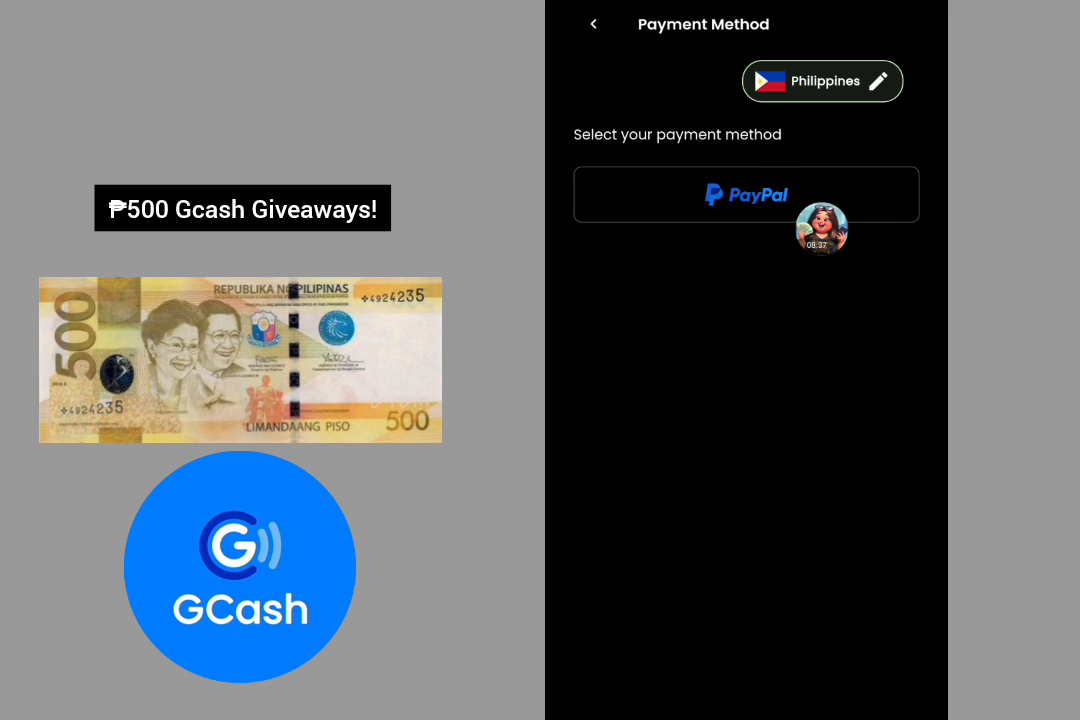 ₱500 Gcash Giveaways!
REPUBLIKA NG PILIPINAS
4924235
500
4924235
LIMANDAANG PISO
500
GCash
Payment Method
Philippines
Select your payment method
PayPal
08:37